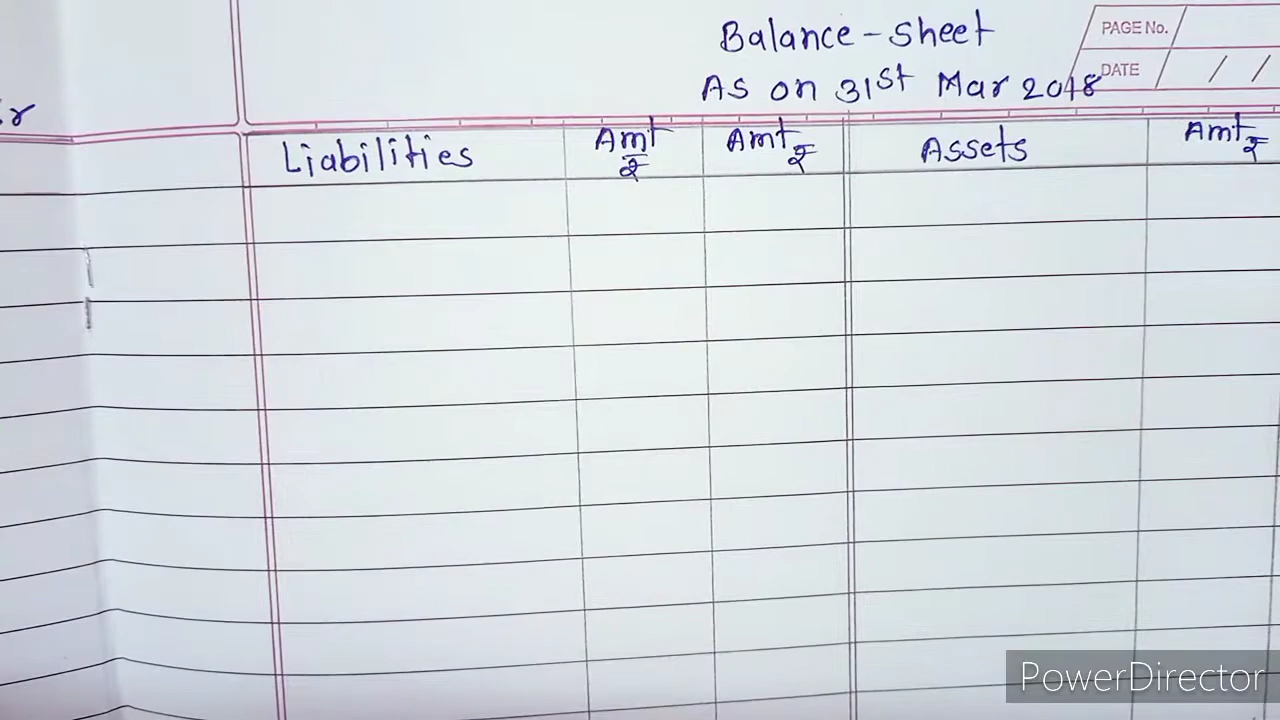 Balance - Sheet
As on 31st Mar 2018
PAGE No.
DATE / /
Liabilities Amt ₹ Amt ₹ Assets Amt ₹
PowerDirector